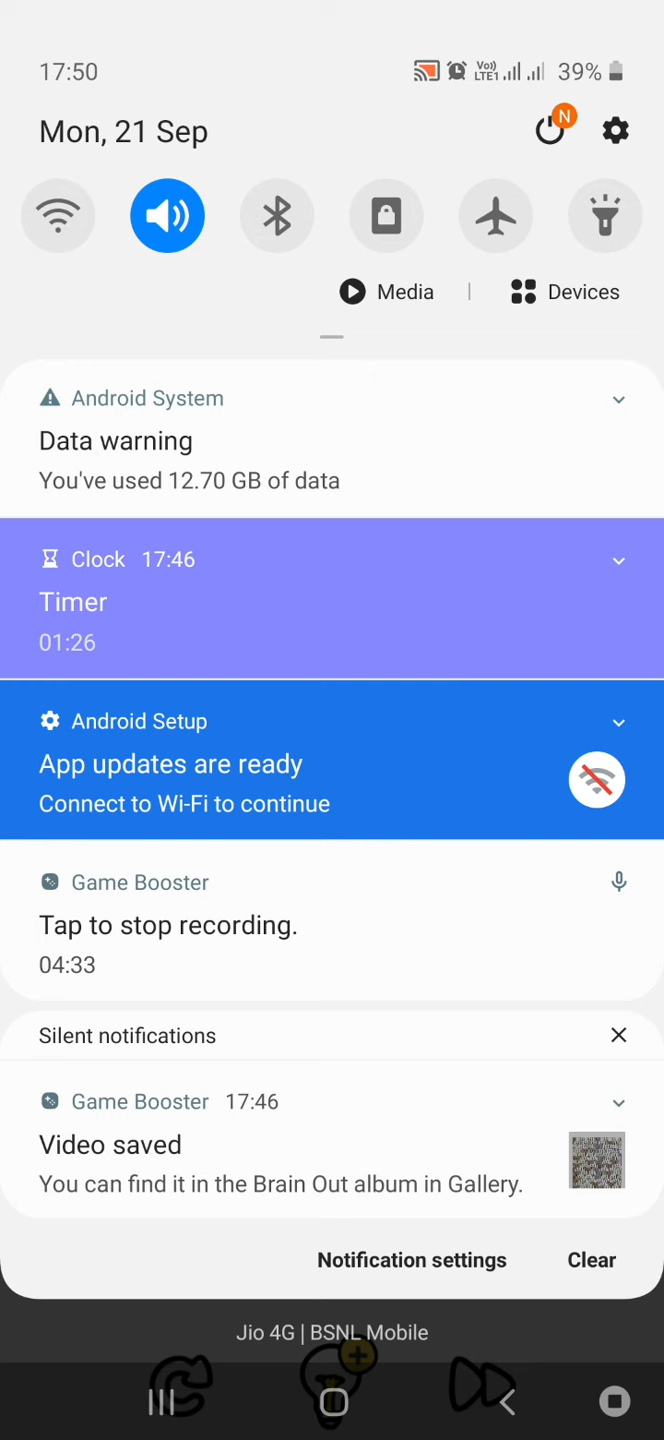 17:50 Vo)) LTE1 39%
Mon, 21 Sep N
Media | Devices
Android System
Data warning
You've used 12.70 GB of data
Clock 17:46
Timer
01:26
Android Setup
App updates are ready
Connect to Wi-Fi to continue
Game Booster
Tap to stop recording.
04:33
Silent notifications
Game Booster 17:46
Video saved
You can find it in the Brain Out album in Gallery.
Notification settings Clear
Jio 4G | BSNL Mobile